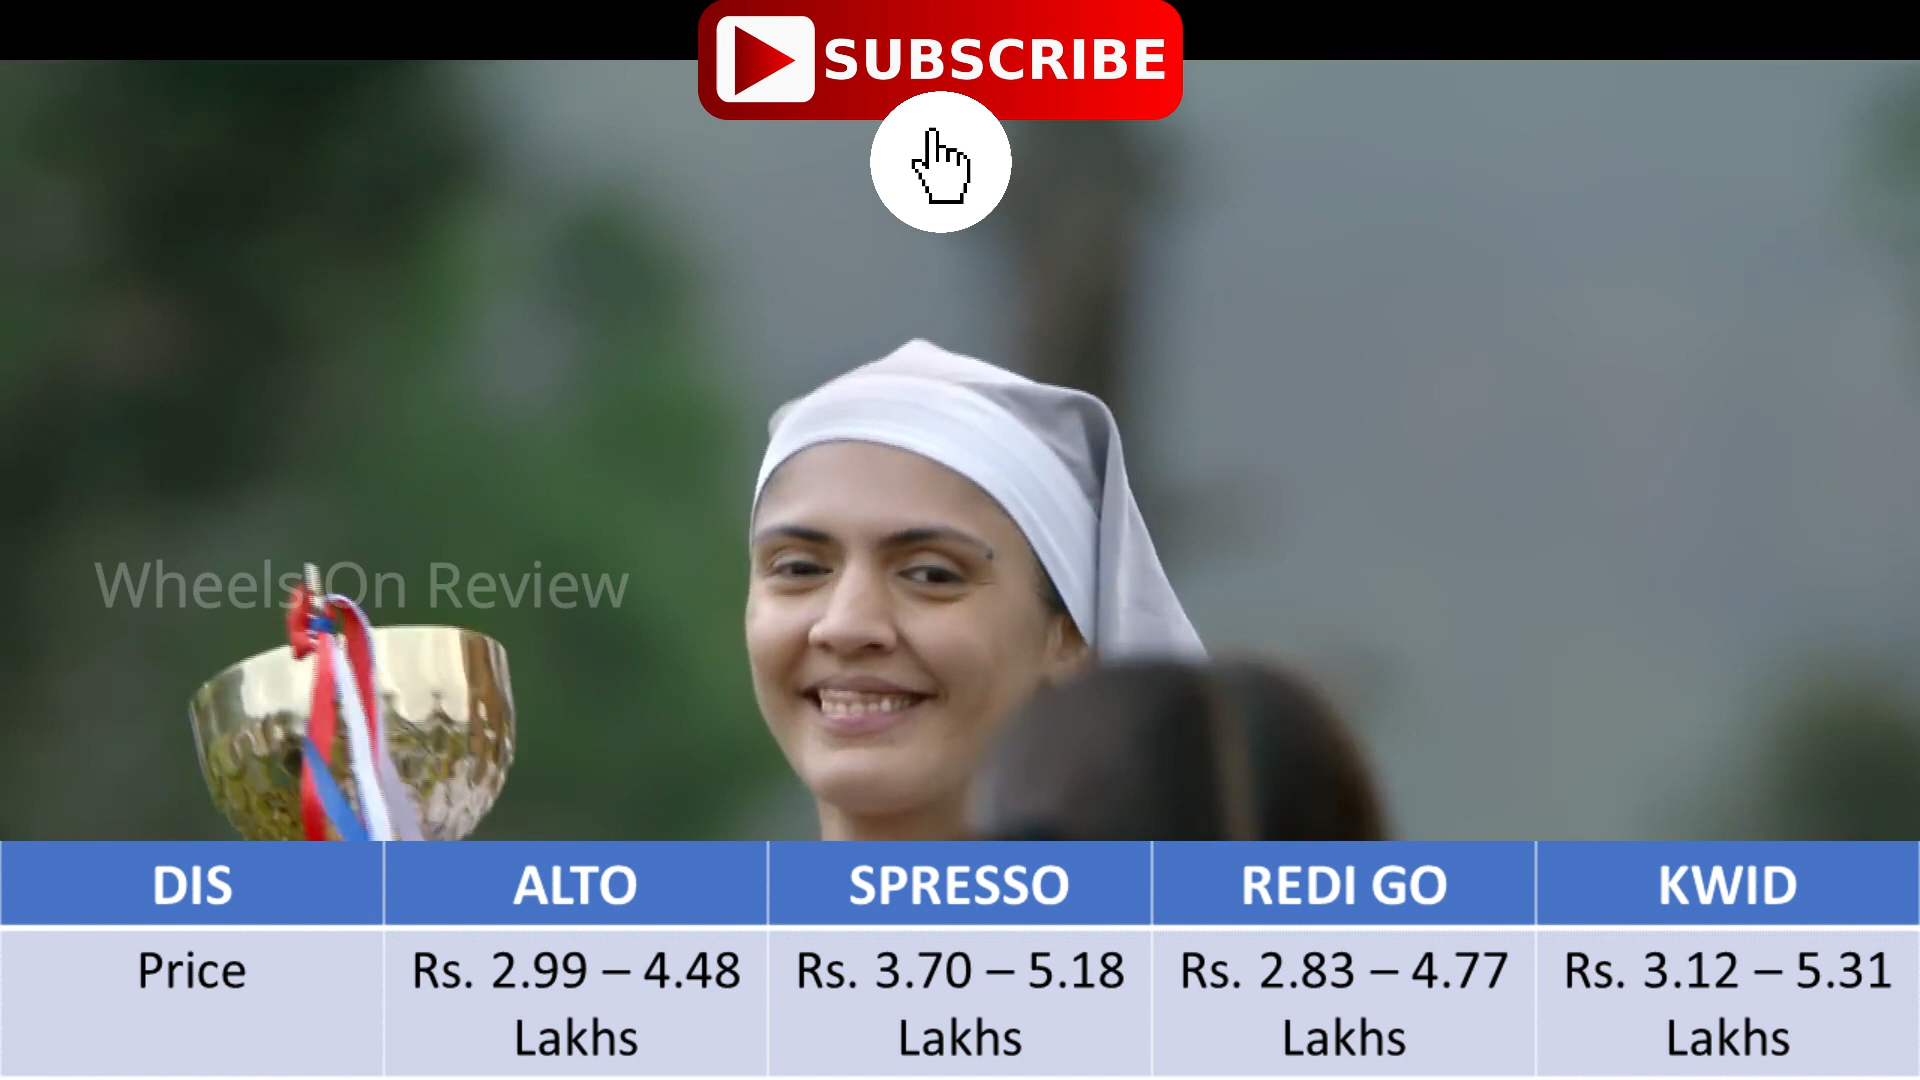 SUBSCRIBE
Wheels On Review
DIS ALTO SPRESSO REDI GO KWID
Price Rs. 2.99 – 4.48 Rs. 3.70 – 5.18 Rs. 2.83 – 4.77 Rs. 3.12 – 5.31
Lakhs Lakhs Lakhs Lakhs